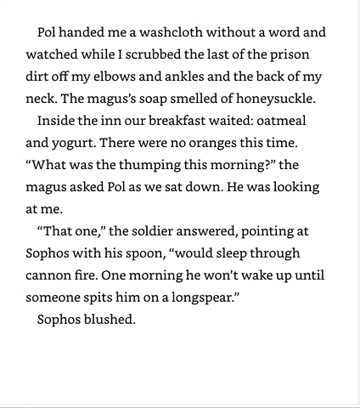 Pol handed me a washcloth without a word and
watched while I scrubbed the last of the prison
dirt off my elbows and ankles and the back of my
neck. The magus’s soap smelled of honeysuckle.
Inside the inn our breakfast waited: oatmeal
and yogurt. There were no oranges this time.
“What was the thumping this morning?” the
magus asked Pol as we sat down. He was looking
at me.
“That one,” the soldier answered, pointing at
Sophos with his spoon, “would sleep through
cannon fire. One morning he won’t wake up until
someone spits him on a longspear.”
Sophos blushed.